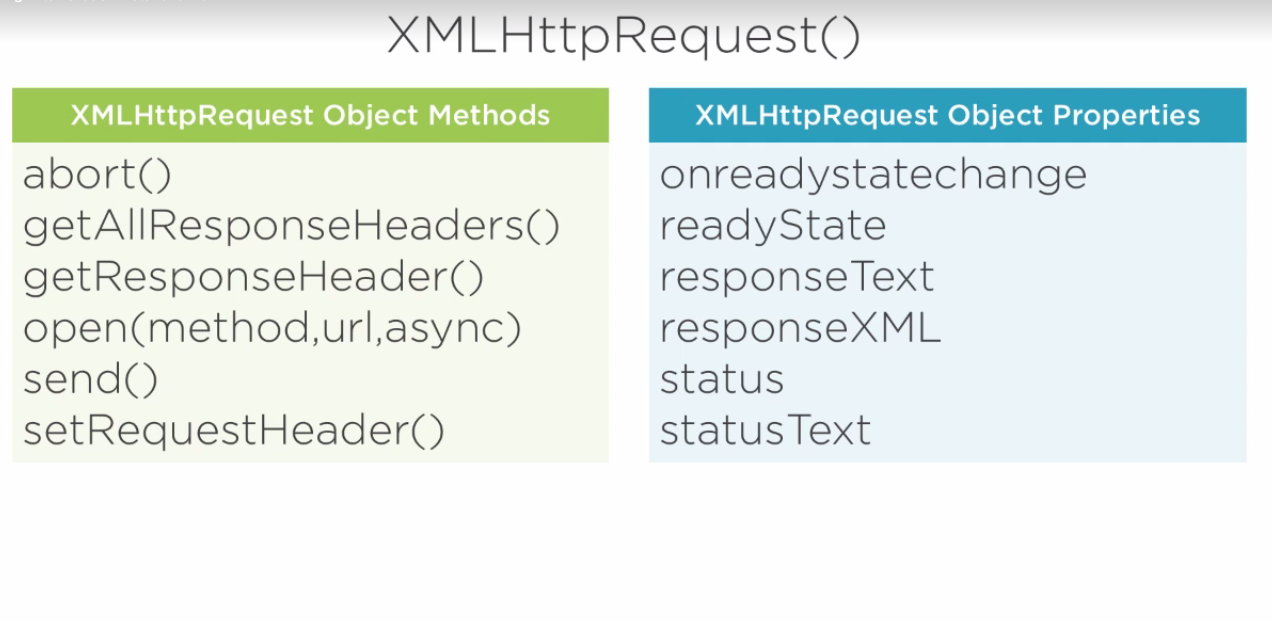 XMLHttpRequest()
XMLHttpRequest Object Methods
abort()
getAllResponseHeaders()
getResponseHeader()
open(method,url,async)
send()
setRequestHeader()
XMLHttpRequest Object Properties
onreadystatechange
readyState
responseText
responseXML
status
statusText